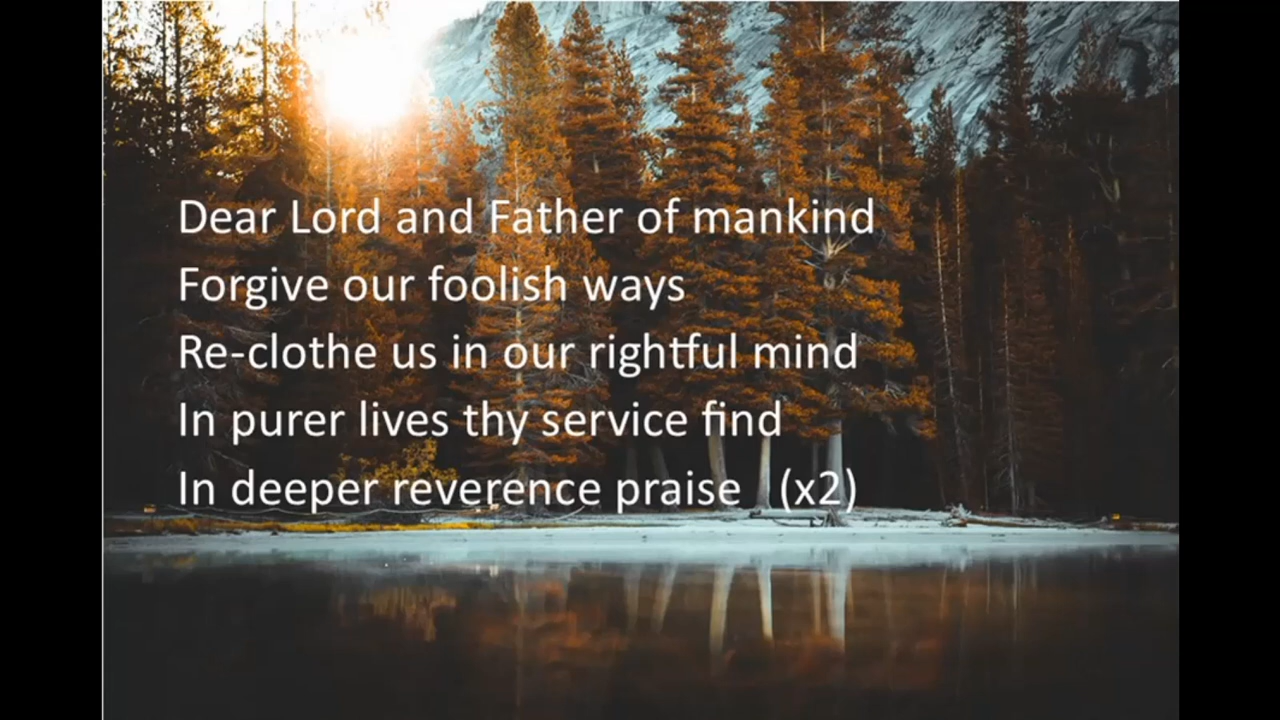 Dear Lord and Father of mankind
Forgive our foolish ways
Re-clothe us in our rightful mind
In purer lives thy service find
In deeper reverence praise (x2)